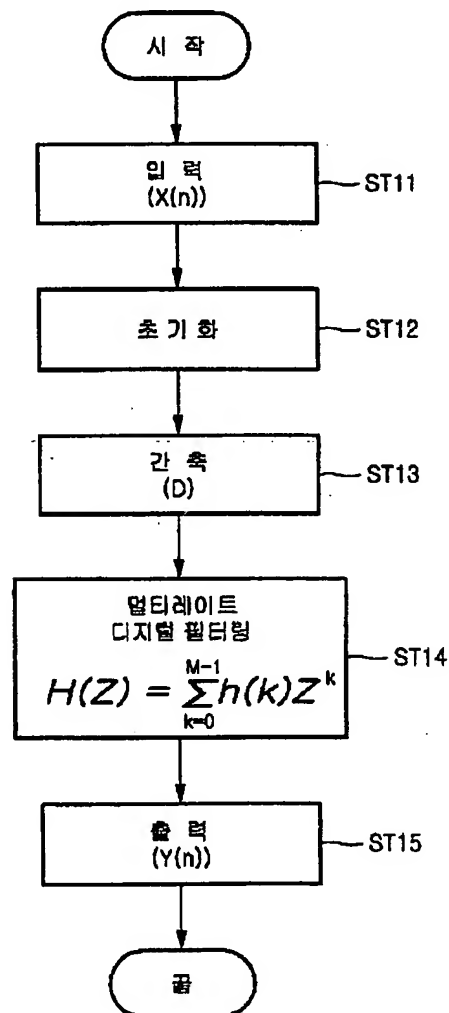 시 작
입 력
(X(n))
ST11
초 기 화
ST12
간 축
(D)
ST13
멀티레이트
디지털 필터링
H(Z) = \sum_{k=0}^{M-1} h(k)Z^k
ST14
출 력
(Y(n))
ST15
끝